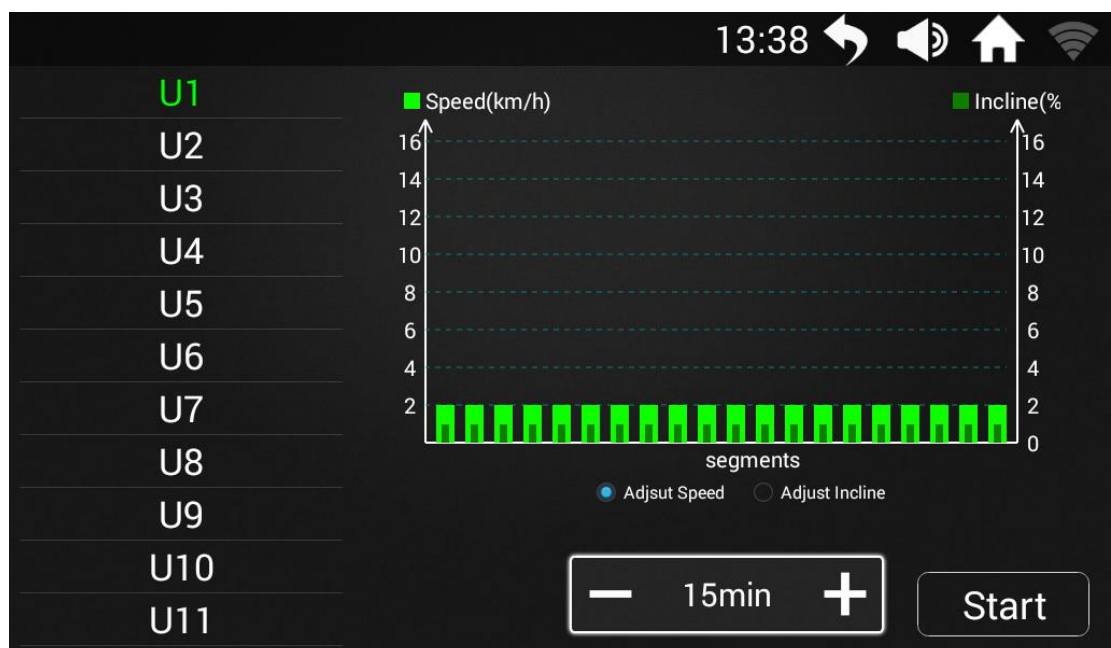 13:38
U1
U2
U3
U4
U5
U6
U7
U8
U9
U10
U11
Speed(km/h)
Incline(%
16
14
12
10
8
6
4
2
16
14
12
10
8
6
4
2
0
segments
Adjsut Speed
Adjust Incline
15min
Start